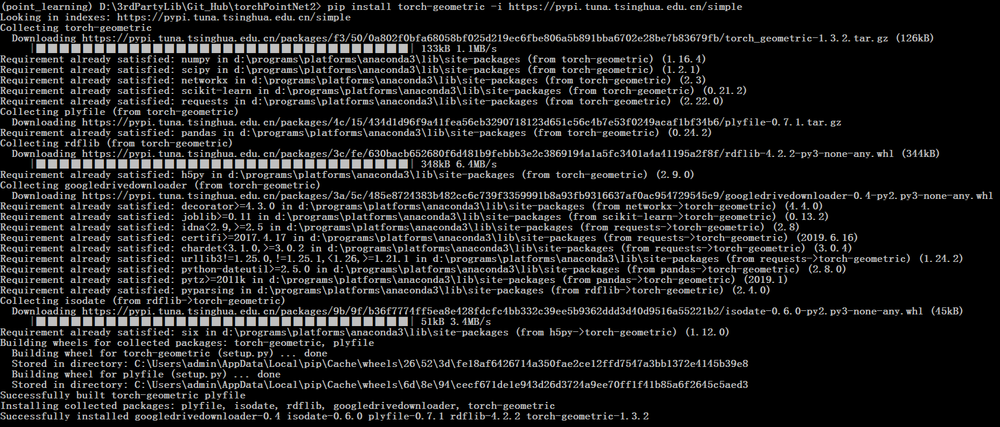 (point_learning) D:\3rdPartyLib\Git_Hub\torchPointNet2> pip install torch-geometric -i https://pypi.tuna.tsinghua.edu.cn/simple
Looking in indexes: https://pypi.tuna.tsinghua.edu.cn/simple
Collecting torch-geometric
  Downloading https://pypi.tuna.tsinghua.edu.cn/packages/f3/50/0a802f0bfa68058bf025d219ec6fbe806a5b891bba6702e28be7b83679fb/torch_geometric-1.3.2.tar.gz (126kB)
     |████████████████████████████████| 133kB 1.1MB/s
Requirement already satisfied: numpy in d:\programs\platforms\anaconda3\lib\site-packages (from torch-geometric) (1.16.4)
Requirement already satisfied: scipy in d:\programs\platforms\anaconda3\lib\site-packages (from torch-geometric) (1.2.1)
Requirement already satisfied: networkx in d:\programs\platforms\anaconda3\lib\site-packages (from torch-geometric) (2.3)
Requirement already satisfied: scikit-learn in d:\programs\platforms\anaconda3\lib\site-packages (from torch-geometric) (0.21.2)
Requirement already satisfied: requests in d:\programs\platforms\anaconda3\lib\site-packages (from torch-geometric) (2.22.0)
Collecting plyfile (from torch-geometric)
  Downloading https://pypi.tuna.tsinghua.edu.cn/packages/4c/15/434d1d96f9a41fea56cb3290718123d651c56c4b7e53f0249acaf1bf34b6/plyfile-0.7.1.tar.gz
Requirement already satisfied: pandas in d:\programs\platforms\anaconda3\lib\site-packages (from torch-geometric) (0.24.2)
Collecting rdflib (from torch-geometric)
  Downloading https://pypi.tuna.tsinghua.edu.cn/packages/3c/fe/630bacb652680f6d481b9febbb3e2c3869194a1a5fc3401a4a41195a2f8f/rdflib-4.2.2-py3-none-any.whl (344kB)
     |████████████████████████████████| 348kB 6.4MB/s
Requirement already satisfied: h5py in d:\programs\platforms\anaconda3\lib\site-packages (from torch-geometric) (2.9.0)
Collecting googledrivedownloader (from torch-geometric)
  Downloading https://pypi.tuna.tsinghua.edu.cn/packages/3a/5c/485e8724383b482cc6c739f3359991b8a93fb9316637af0ac954729545c9/googledrivedownloader-0.4-py2.py3-none-any.whl
Requirement already satisfied: decorator>=4.3.0 in d:\programs\platforms\anaconda3\lib\site-packages (from networkx->torch-geometric) (4.4.0)
Requirement already satisfied: joblib>=0.11 in d:\programs\platforms\anaconda3\lib\site-packages (from scikit-learn->torch-geometric) (0.13.2)
Requirement already satisfied: idna<2.9,>=2.5 in d:\programs\platforms\anaconda3\lib\site-packages (from requests->torch-geometric) (2.8)
Requirement already satisfied: certifi>=2017.4.17 in d:\programs\platforms\anaconda3\lib\site-packages (from requests->torch-geometric) (2019.6.16)
Requirement already satisfied: chardet<3.1.0,>=3.0.2 in d:\programs\platforms\anaconda3\lib\site-packages (from requests->torch-geometric) (3.0.4)
Requirement already satisfied: urllib3!=1.25.0,!=1.25.1,<1.26,>=1.21.1 in d:\programs\platforms\anaconda3\lib\site-packages (from requests->torch-geometric) (1.24.2)
Requirement already satisfied: python-dateutil>=2.5.0 in d:\programs\platforms\anaconda3\lib\site-packages (from pandas->torch-geometric) (2.8.0)
Requirement already satisfied: pytz>=2011k in d:\programs\platforms\anaconda3\lib\site-packages (from pandas->torch-geometric) (2019.1)
Requirement already satisfied: pyparsing in d:\programs\platforms\anaconda3\lib\site-packages (from rdflib->torch-geometric) (2.4.0)
Collecting isodate (from rdflib->torch-geometric)
  Downloading https://pypi.tuna.tsinghua.edu.cn/packages/9b/9f/b36f7774ff5ea8e428fdcfc4bb332c39ee5b9362ddd3d40d9516a55221b2/isodate-0.6.0-py2.py3-none-any.whl (45kB)
     |████████████████████████████████| 51kB 3.4MB/s
Requirement already satisfied: six in d:\programs\platforms\anaconda3\lib\site-packages (from h5py->torch-geometric) (1.12.0)
Building wheels for collected packages: torch-geometric, plyfile
  Building wheel for torch-geometric (setup.py) ... done
  Stored in directory: C:\Users\admin\AppData\Local\pip\Cache\wheels\26\52\3d\fe18af6426714a350fae2ce12ffd7547a3bb1372e4145b39e8
  Building wheel for plyfile (setup.py) ... done
  Stored in directory: C:\Users\admin\AppData\Local\pip\Cache\wheels\6d\8e\94\cecf671de1e943d26d3724a9ee70ff1f41b85a6f2645c5aed3
Successfully built torch-geometric plyfile
Installing collected packages: plyfile, isodate, rdflib, googledrivedownloader, torch-geometric
Successfully installed googledrivedownloader-0.4 isodate-0.6.0 plyfile-0.7.1 rdflib-4.2.2 torch-geometric-1.3.2